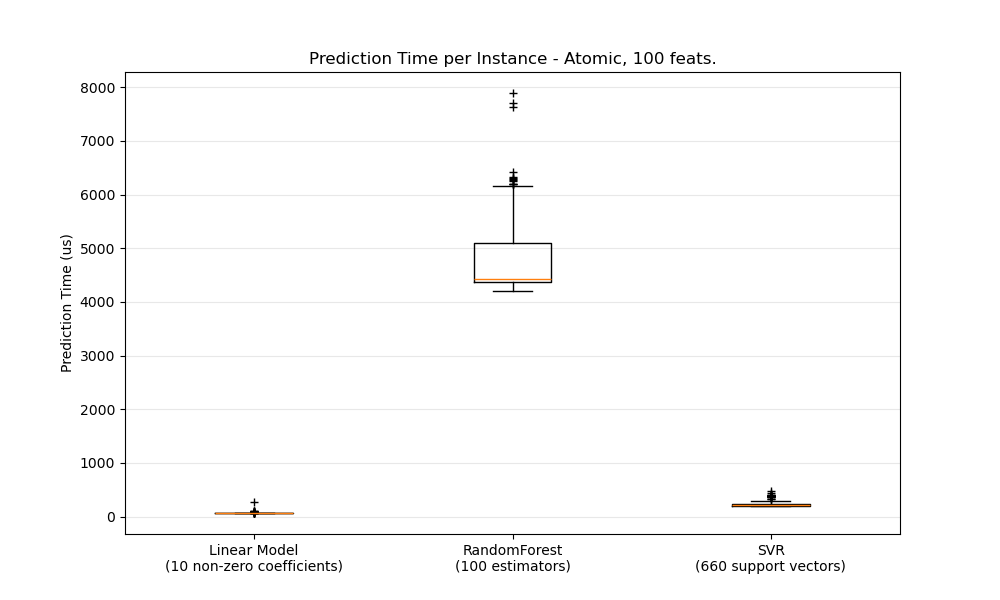 Prediction Time per Instance - Atomic, 100 feats.
Prediction Time (us)
8000
7000
6000
5000
4000
3000
2000
1000
0
Linear Model
(10 non-zero coefficients)
RandomForest
(100 estimators)
SVR
(660 support vectors)